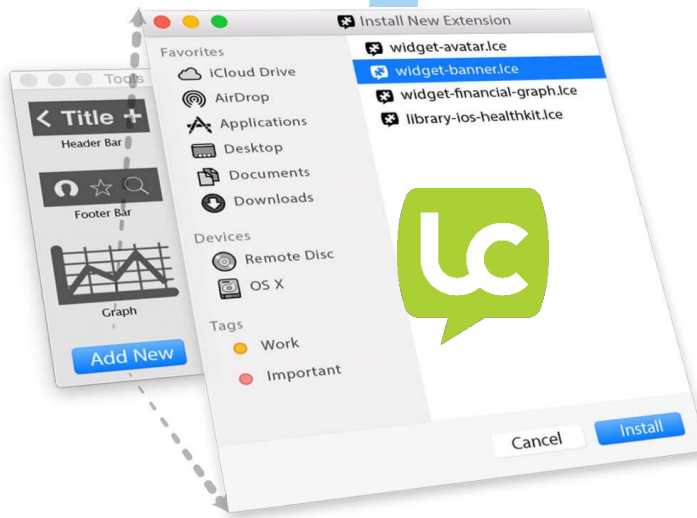 Tools
< Title +
Header Bar
Footer Bar
Graph
Add New
Install New Extension
Favorites
iCloud Drive
AirDrop
Applications
Desktop
Documents
Downloads
Devices
Remote Disc
OS X
Tags
Work
Important
widget-avatar.lce
widget-banner.lce
widget-financial-graph.lce
library-ios-healthkit.lce
LC
Cancel
Install